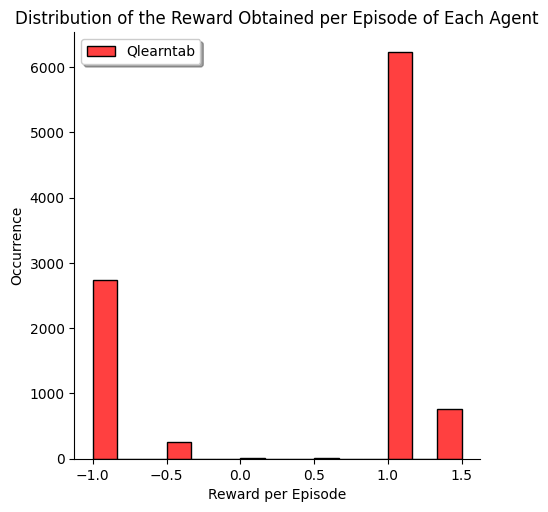 Distribution of the Reward Obtained per Episode of Each Agent
Qlearntab
6000
5000
4000
3000
2000
1000
0
Occurrence
−1.0 −0.5 0.0 0.5 1.0 1.5
Reward per Episode